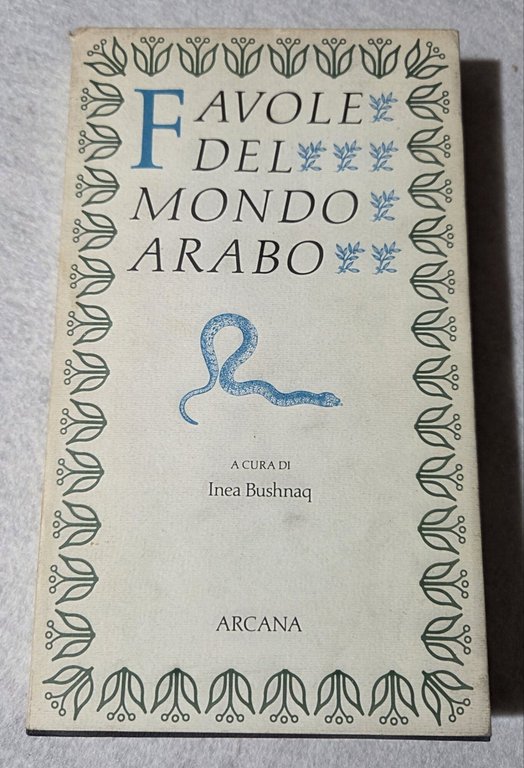 FAVOLE
DEL
MONDO
ARABO
A CURA DI
Inea Bushnaq
ARCANA